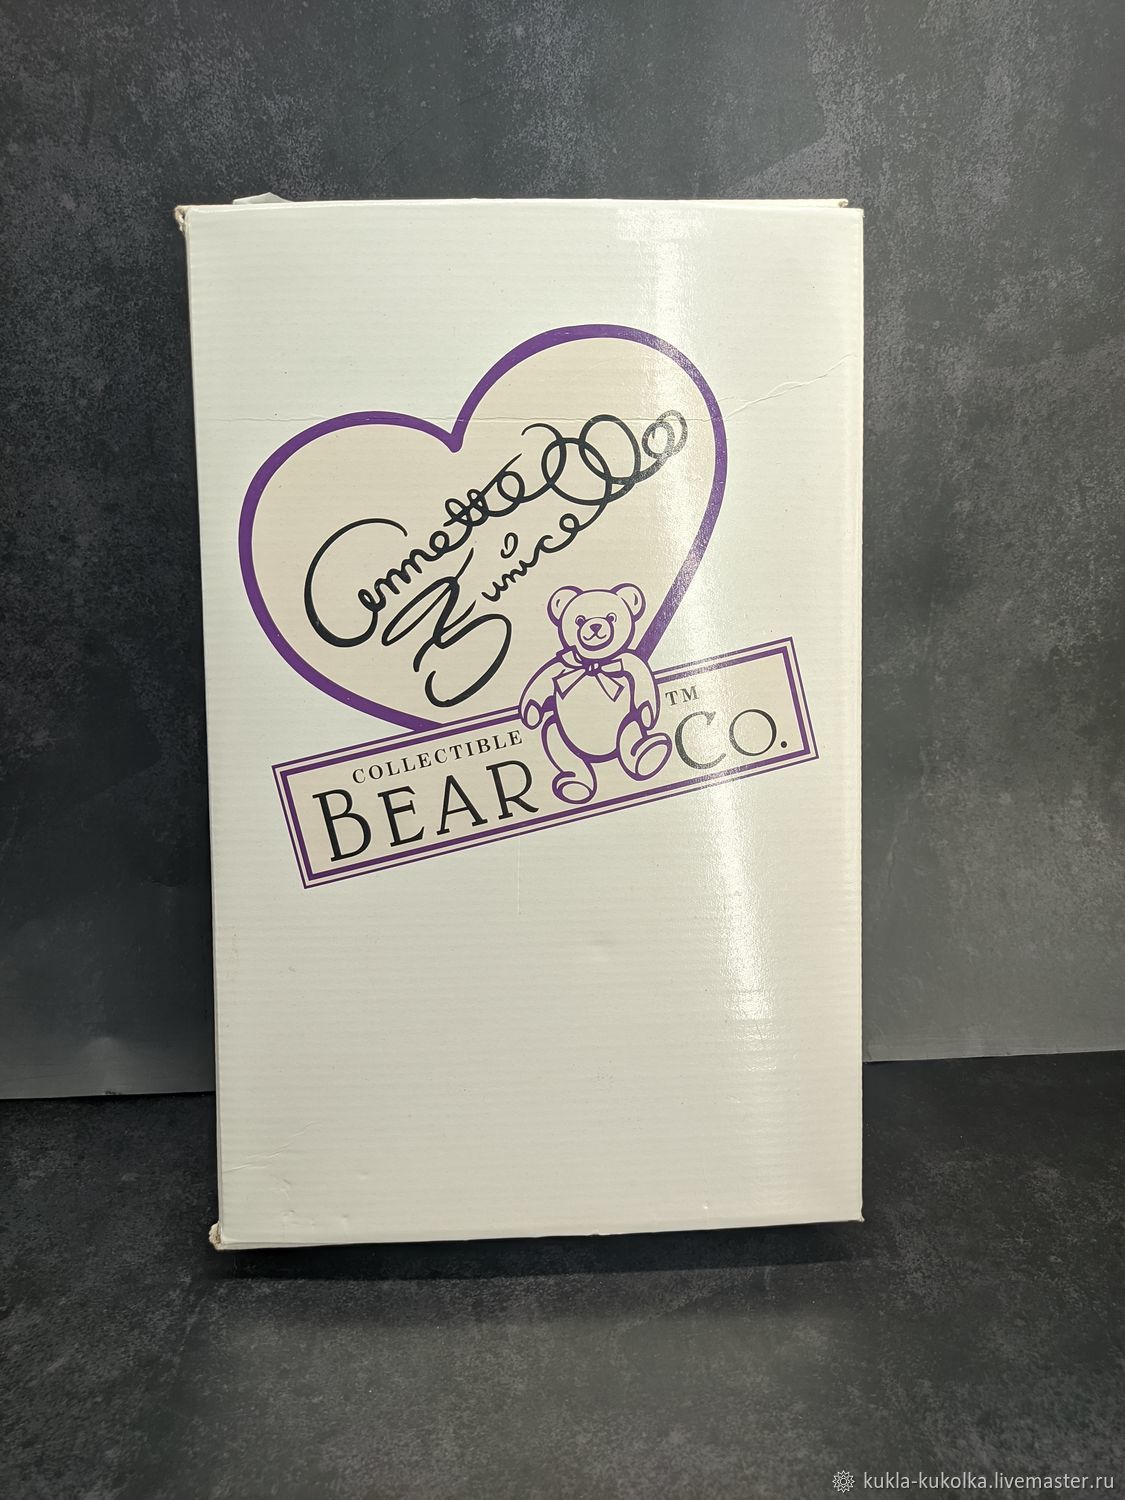 Annette
Funicello
COLLECTIBLE
BEAR CO.
TM
kukla-kukolka.livemaster.ru